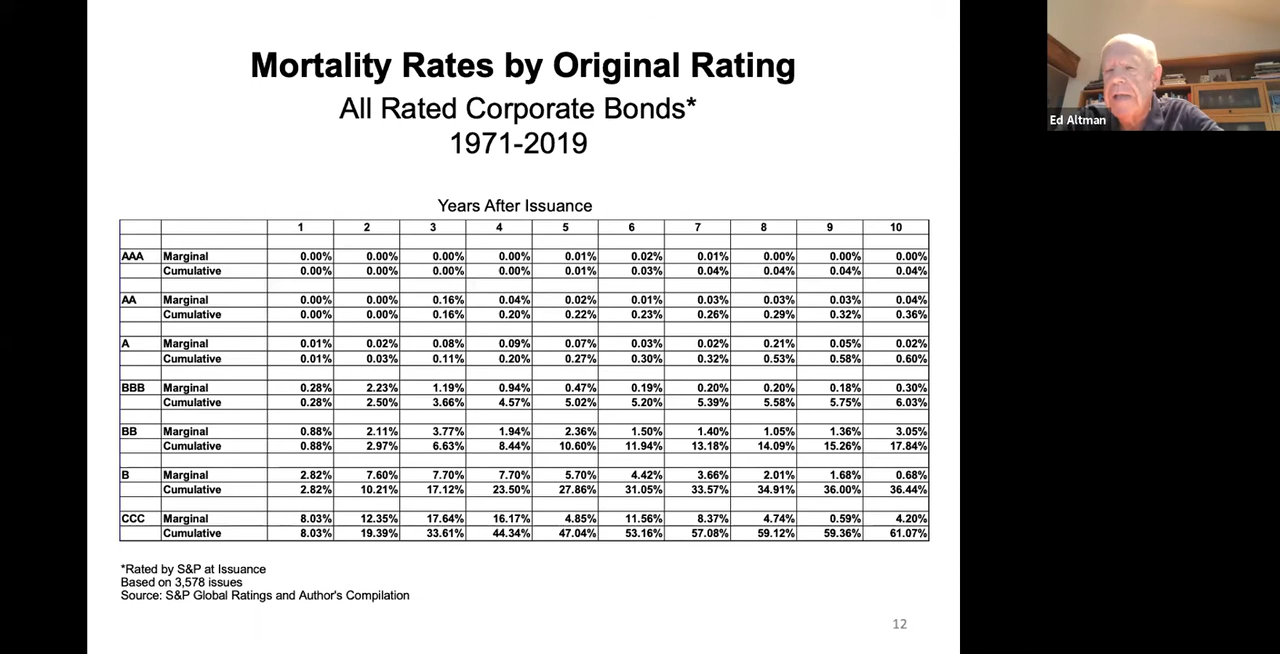 Mortality Rates by Original Rating
All Rated Corporate Bonds*
1971-2019
Ed Altman
Years After Issuance
1 2 3 4 5 6 7 8 9 10
AAA Marginal 0.00% 0.00% 0.00% 0.00% 0.01% 0.02% 0.01% 0.00% 0.00% 0.00%
Cumulative 0.00% 0.00% 0.00% 0.00% 0.01% 0.03% 0.04% 0.04% 0.04% 0.04%
AA Marginal 0.00% 0.00% 0.16% 0.04% 0.02% 0.01% 0.03% 0.03% 0.03% 0.04%
Cumulative 0.00% 0.00% 0.16% 0.20% 0.22% 0.23% 0.26% 0.29% 0.32% 0.36%
A Marginal 0.01% 0.02% 0.08% 0.09% 0.07% 0.03% 0.02% 0.21% 0.05% 0.02%
Cumulative 0.01% 0.03% 0.11% 0.20% 0.27% 0.30% 0.32% 0.53% 0.58% 0.60%
BBB Marginal 0.28% 2.23% 1.19% 0.94% 0.47% 0.19% 0.20% 0.20% 0.18% 0.30%
Cumulative 0.28% 2.50% 3.66% 4.57% 5.02% 5.20% 5.39% 5.58% 5.75% 6.03%
BB Marginal 0.88% 2.11% 3.77% 1.94% 2.36% 1.50% 1.40% 1.05% 1.36% 3.05%
Cumulative 0.88% 2.97% 6.63% 8.44% 10.60% 11.94% 13.18% 14.09% 15.26% 17.84%
B Marginal 2.82% 7.60% 7.70% 7.70% 5.70% 4.42% 3.66% 2.01% 1.68% 0.68%
Cumulative 2.82% 10.21% 17.12% 23.50% 27.86% 31.05% 33.57% 34.91% 36.00% 36.44%
CCC Marginal 8.03% 12.35% 17.64% 16.17% 4.85% 11.56% 8.37% 4.74% 0.59% 4.20%
Cumulative 8.03% 19.39% 33.61% 44.34% 47.04% 53.16% 57.08% 59.12% 59.36% 61.07%
*Rated by S&P at Issuance
Based on 3,578 issues
Source: S&P Global Ratings and Author's Compilation
12